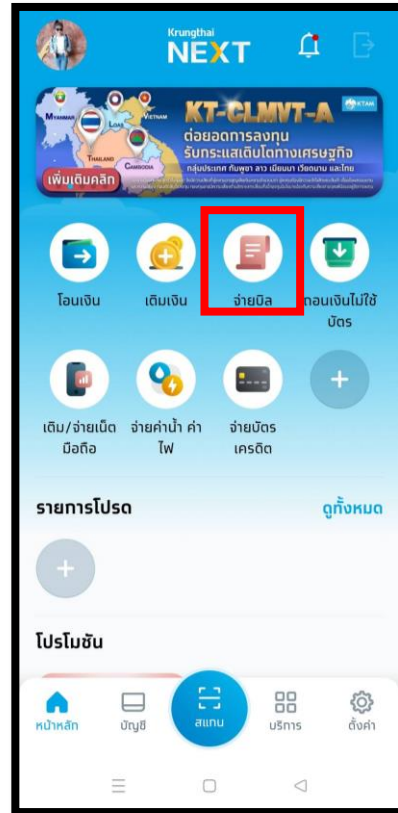 Krungthai
NEXT
KTAM
KT-CLMVT-A
ต่อยอดการลงทุน
รับกระแสเติบโตทางเศรษฐกิจ
กลุ่มประเทศ กัมพูชา ลาว เมียนมา เวียดนาม และไทย
MYANMAR
LAOS
VIETNAM
THAILAND
CAMBODIA
เพิ่มเติมคลิก
โอนเงิน
เติมเงิน
จ่ายบิล
ถอนเงินไม่ใช้
บัตร
เติม/จ่ายเน็ต
มือถือ
จ่ายค่าน้ำ ค่า
ไฟ
จ่ายบัตร
เครดิต
รายการโปรด
ดูทั้งหมด
โปรโมชัน
หน้าหลัก
บัญชี
สแกน
บริการ
ตั้งค่า